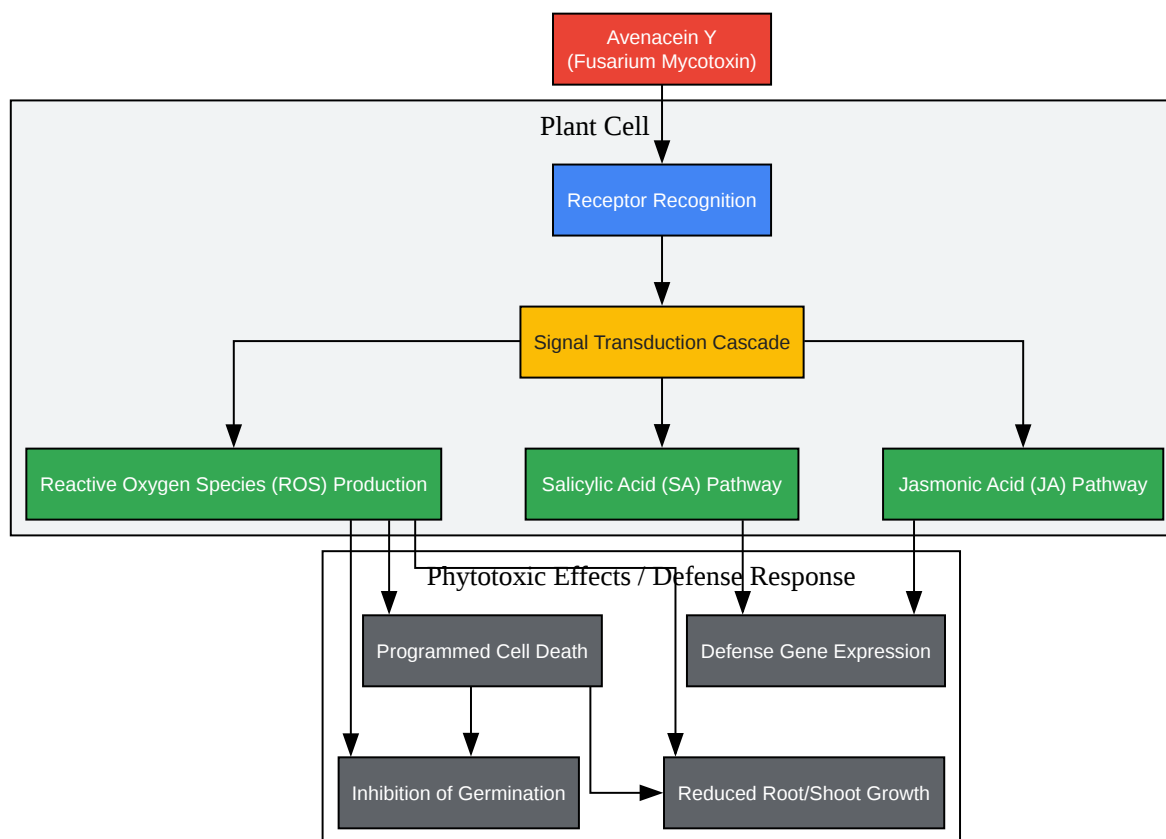 Avenacein Y
(Fusarium Mycotoxin)
Plant Cell
Receptor Recognition
Signal Transduction Cascade
Reactive Oxygen Species (ROS) Production
Salicylic Acid (SA) Pathway
Jasmonic Acid (JA) Pathway
Phytotoxic Effects / Defense Response
Programmed Cell Death
Defense Gene Expression
Inhibition of Germination
Reduced Root/Shoot Growth